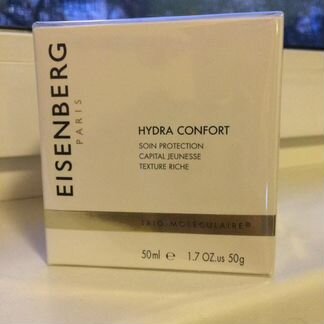 EISENBERG
PARIS
HYDRA CONFORT
SOIN PROTECTION
CAPITAL JEUNESSE
TEXTURE RICHE
TRIO-MOLÉCULAIRE®
50ml ℮ 1.7 OZ.us 50g